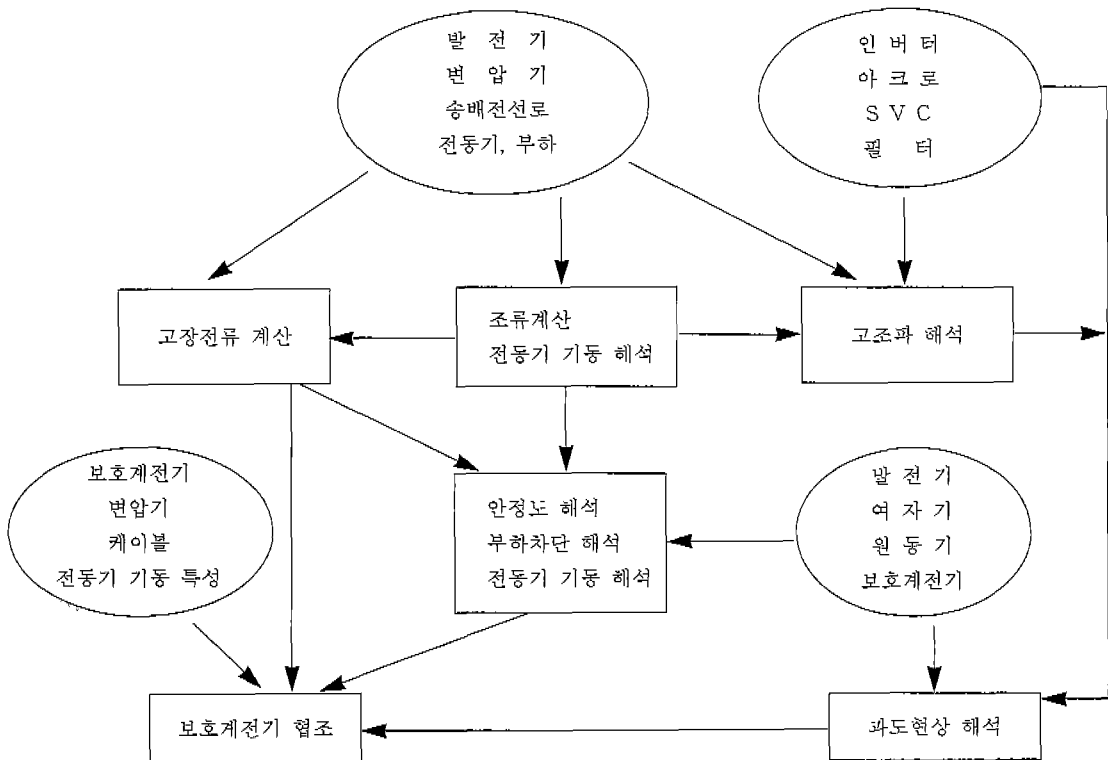 발 전 기
변 압 기
송배전선로
전동기, 부하
인 버 터
아 크 로
S V C
필 터
고장전류 계산
조류계산
전동기 기동 해석
고조파 해석
보호계전기
변압기
케이블
전동기 기동 특성
안정도 해석
부하차단 해석
전동기 기동 해석
발 전 기
여 자 기
원 동 기
보호계전기
보호계전기 협조
과도현상 해석